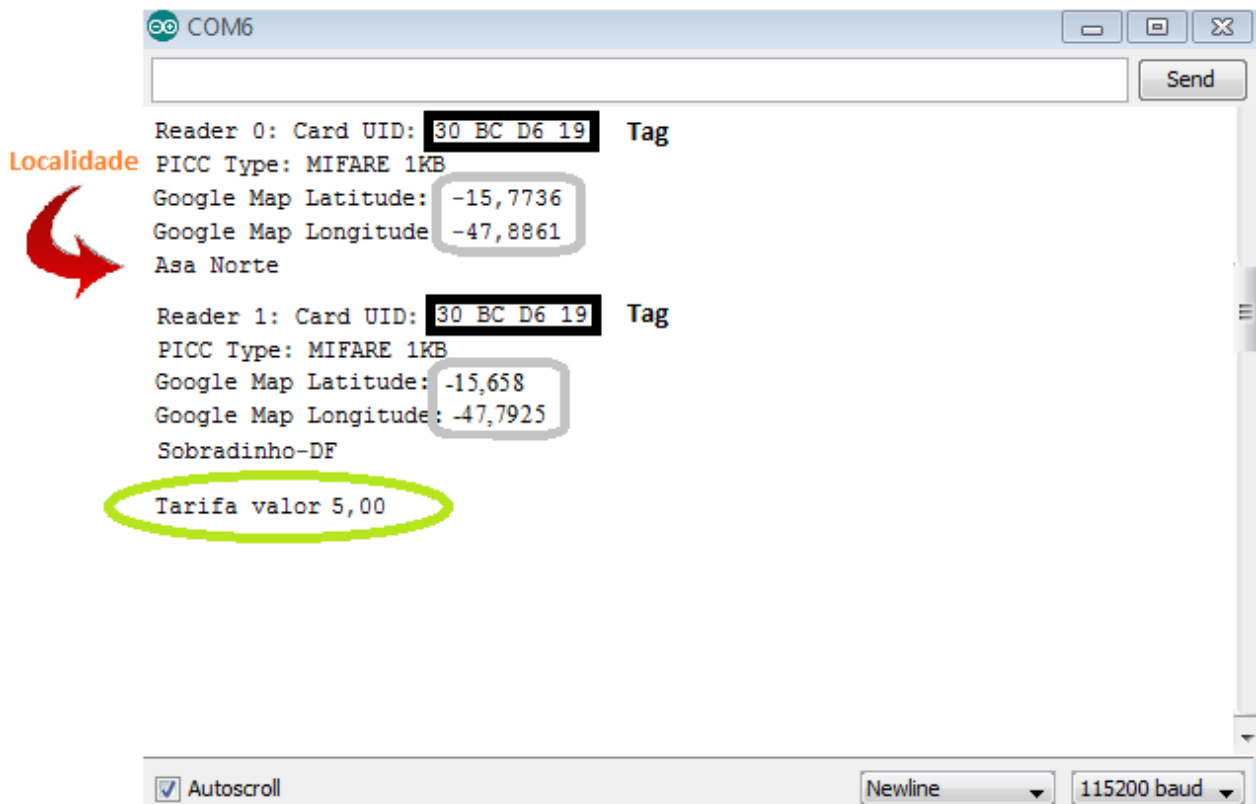 COM6
Send
Reader 0: Card UID: 30 BC D6 19 Tag
Localidade
PICC Type: MIFARE 1KB
Google Map Latitude: -15,7736
Google Map Longitude -47,8861
Asa Norte
Reader 1: Card UID: 30 BC D6 19 Tag
PICC Type: MIFARE 1KB
Google Map Latitude: -15,658
Google Map Longitude: -47,7925
Sobradinho-DF
Tarifa valor 5,00
Autoscroll
Newline
115200 baud